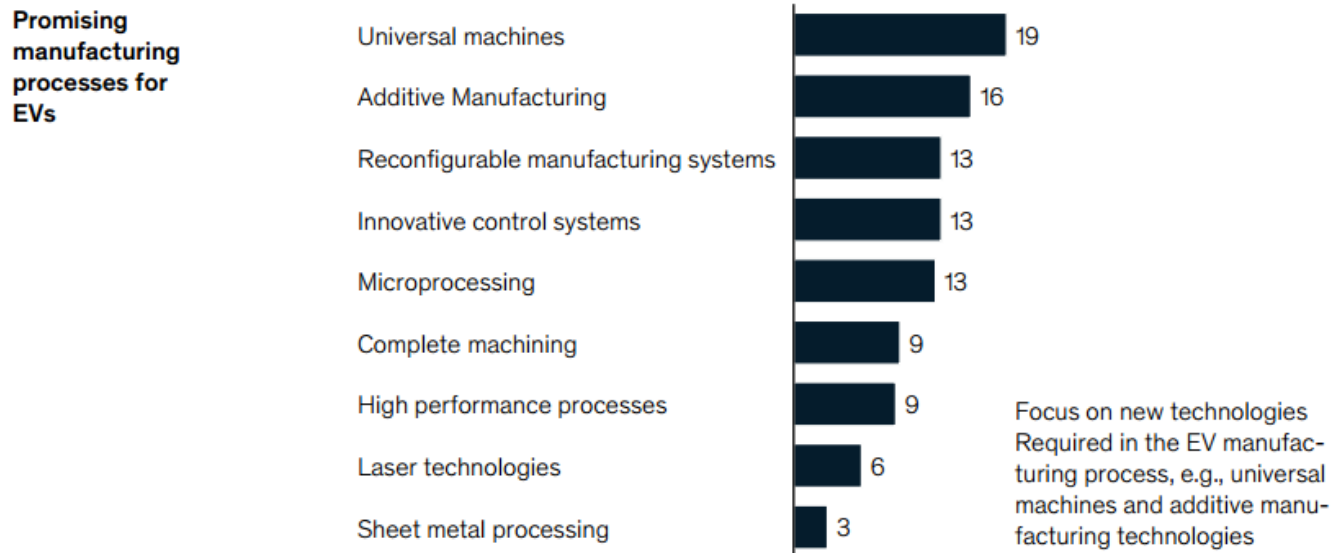 Promising
manufacturing
processes for
EVs
Universal machines 19
Additive Manufacturing 16
Reconfigurable manufacturing systems 13
Innovative control systems 13
Microprocessing 13
Complete machining 9
High performance processes 9
Laser technologies 6
Sheet metal processing 3
Focus on new technologies
Required in the EV manufac-
turing process, e.g., universal
machines and additive manu-
facturing technologies